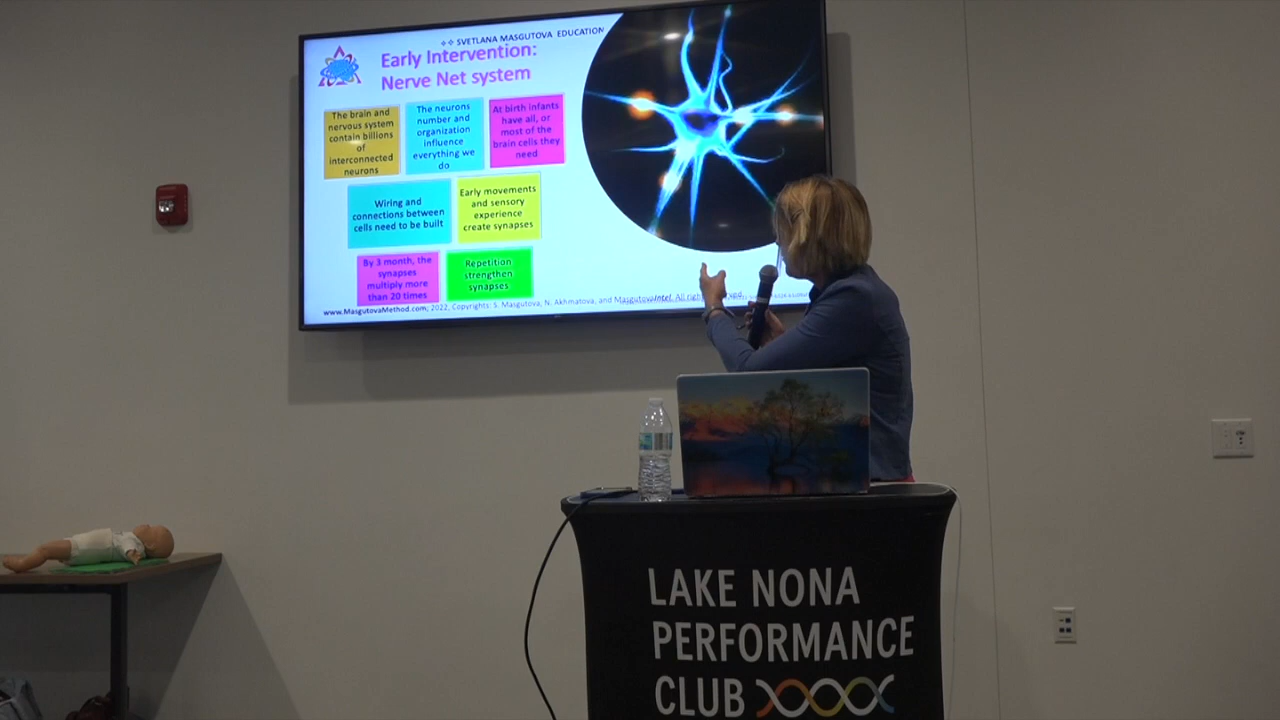 SVETLANA MASGUTOVA EDUCATION
Early Intervention:
Nerve Net system
The brain and
nervous system
contain billions
of
interconnected
neurons
The neurons
number and
organization
influence
everything we
do
At birth infants
have all, or
most of the
brain cells they
need
Wiring and
connections between
cells need to be built
Early movements
and sensory
experience
create synapses
By 3 month, the
synapses
multiply more
than 20 times
Repetition
strengthen
synapses
www.MasgutovaMethod.com; 2022, Copyrights: S. Masgutova, N. Akhmatova, and MasgutovaIntel. All
LAKE NONA
PERFORMANCE
CLUB